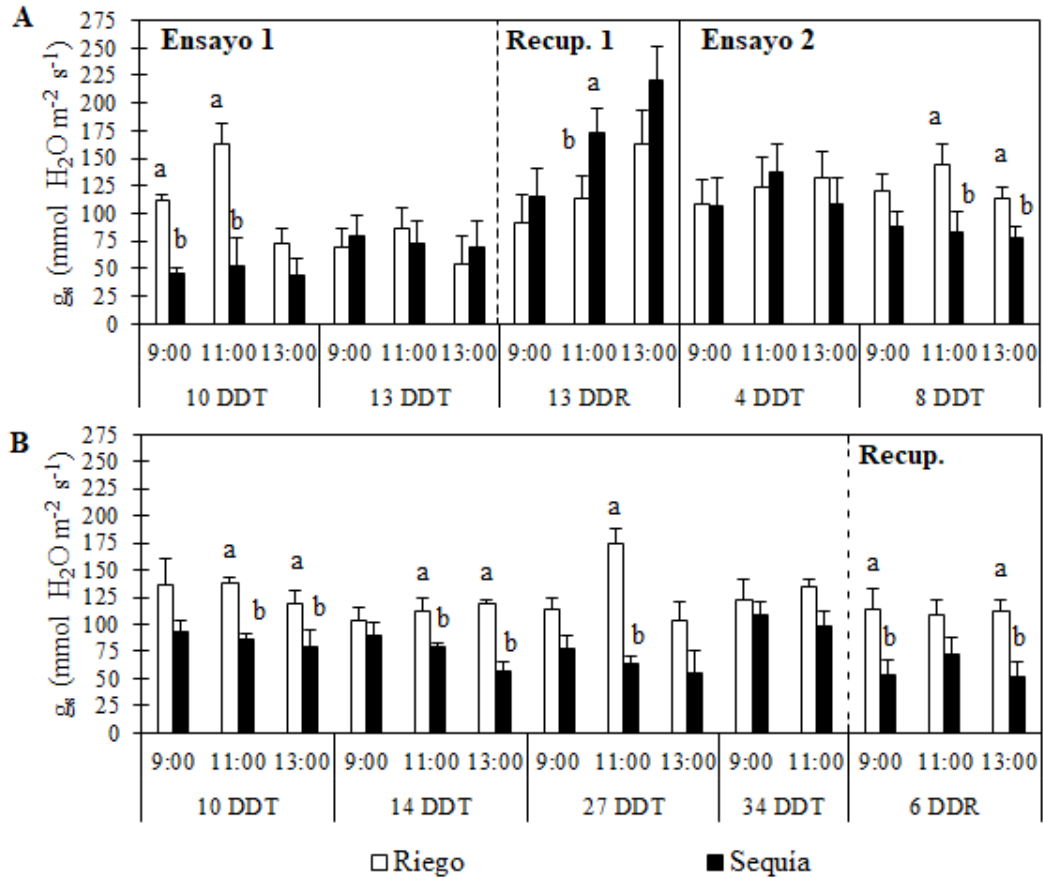 A
Ensayo 1
Recup. 1
Ensayo 2
gs (mmol H2O m-2 s-1)
275
250
225
200
175
150
125
100
75
50
25
0
a
b
a
b
b
a
a
b
a
b
9:00 11:00 13:00 9:00 11:00 13:00 9:00 11:00 13:00 9:00 11:00 13:00 9:00 11:00 13:00
10 DDT 13 DDT 13 DDR 4 DDT 8 DDT
B
Recup.
gs (mmol H2O m-2 s-1)
275
250
225
200
175
150
125
100
75
50
25
0
a
b
a
b
a
b
a
b
a
b
a
b
a
b
9:00 11:00 13:00 9:00 11:00 13:00 9:00 11:00 13:00 9:00 11:00 9:00 11:00 13:00
10 DDT 14 DDT 27 DDT 34 DDT 6 DDR
Riego Sequía